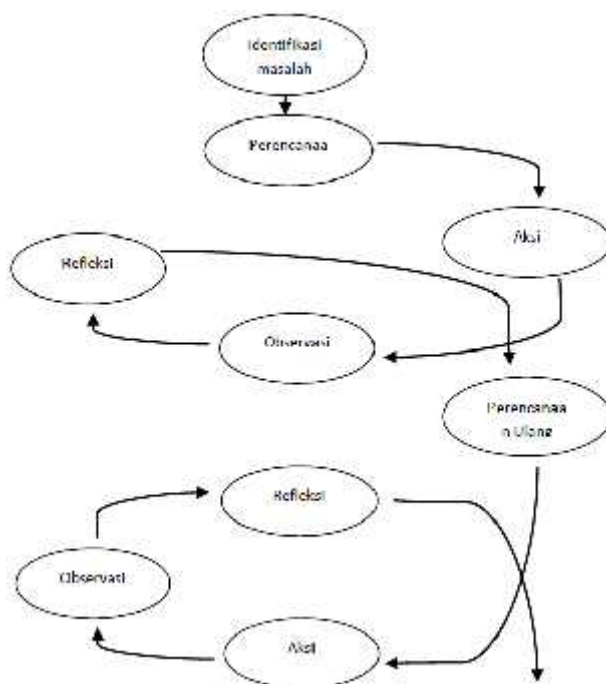 Identifikasi
masalah
Perencanaa
Aksi
Refleksi
Observasi
Perencanaa
n Ulang
Refleksi
Observasi
Aksi